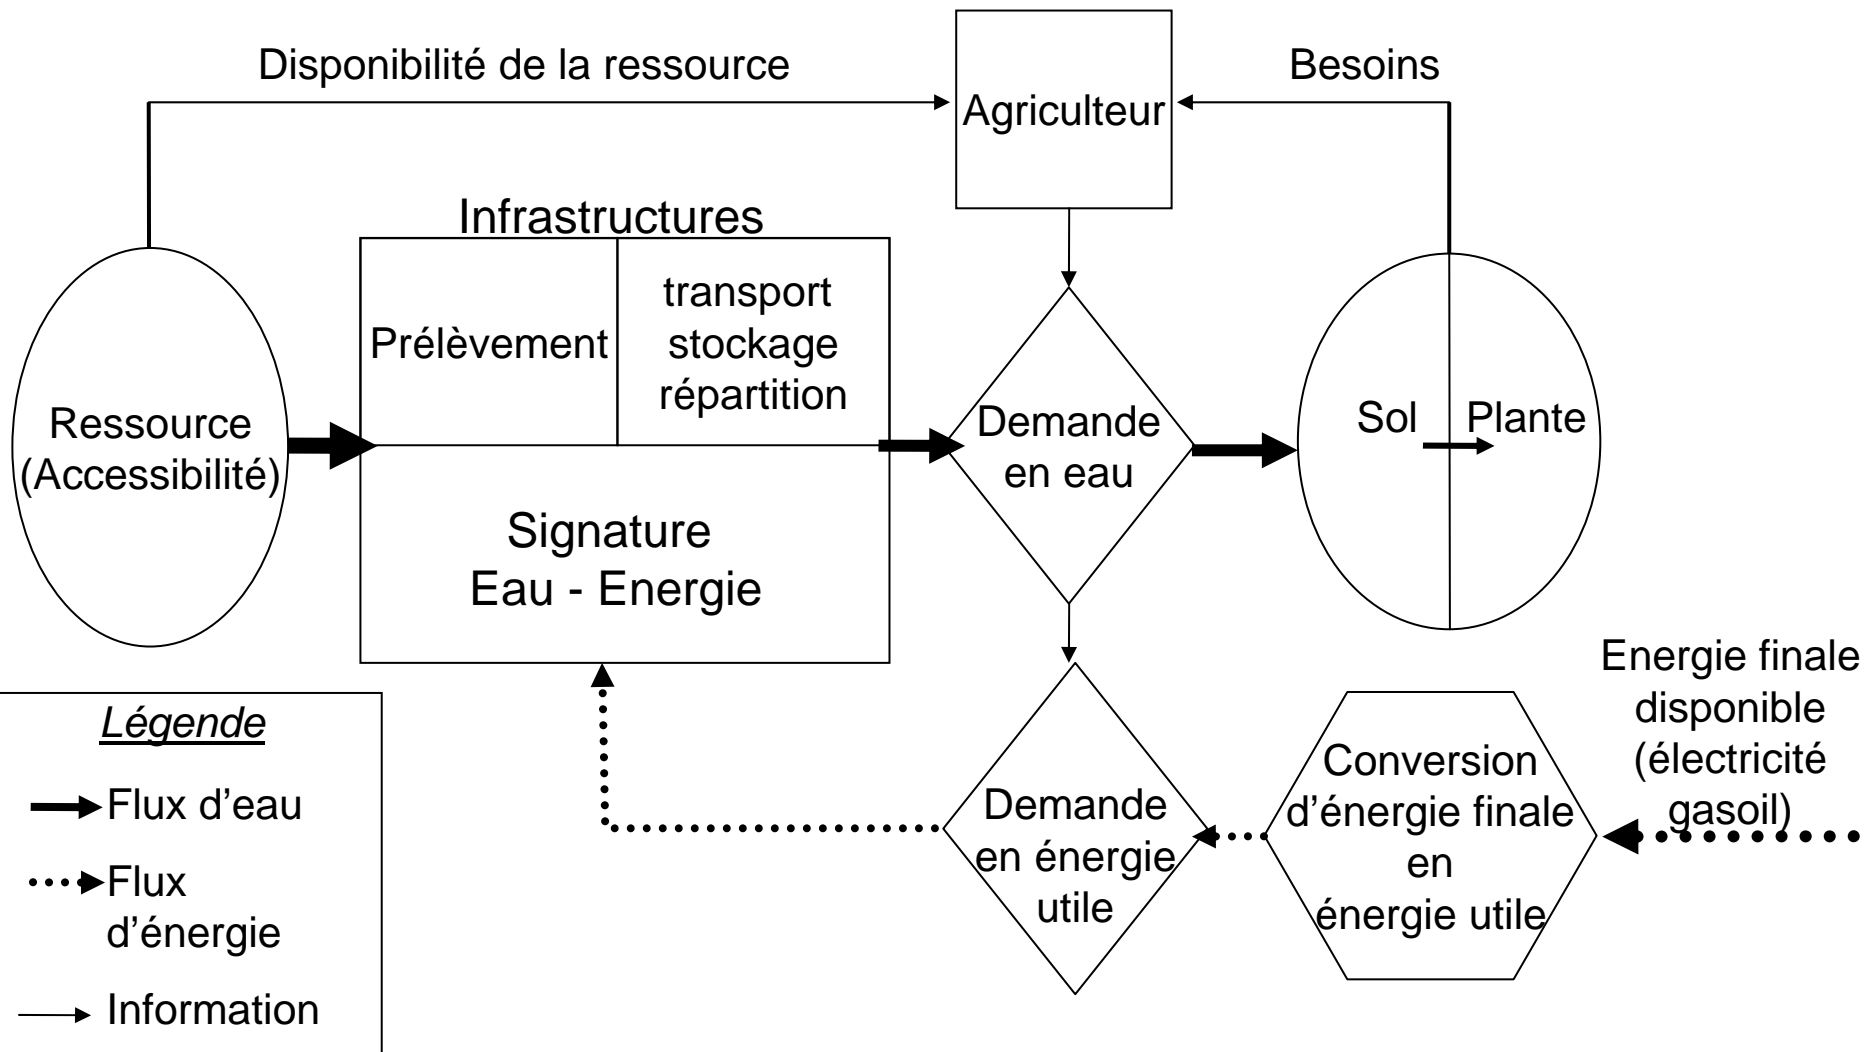 Disponibilité de la ressource
Besoins
Agriculteur
Infrastructures
Prélèvement
transport
stockage
répartition
Ressource
(Accessibilité)
Demande
en eau
Sol
Plante
Signature
Eau - Energie
Energie finale
disponible
(électricité
gasoil)
Conversion
d’énergie finale
en
énergie utile
Demande
en énergie
utile
Légende
Flux d’eau
Flux
d’énergie
Information